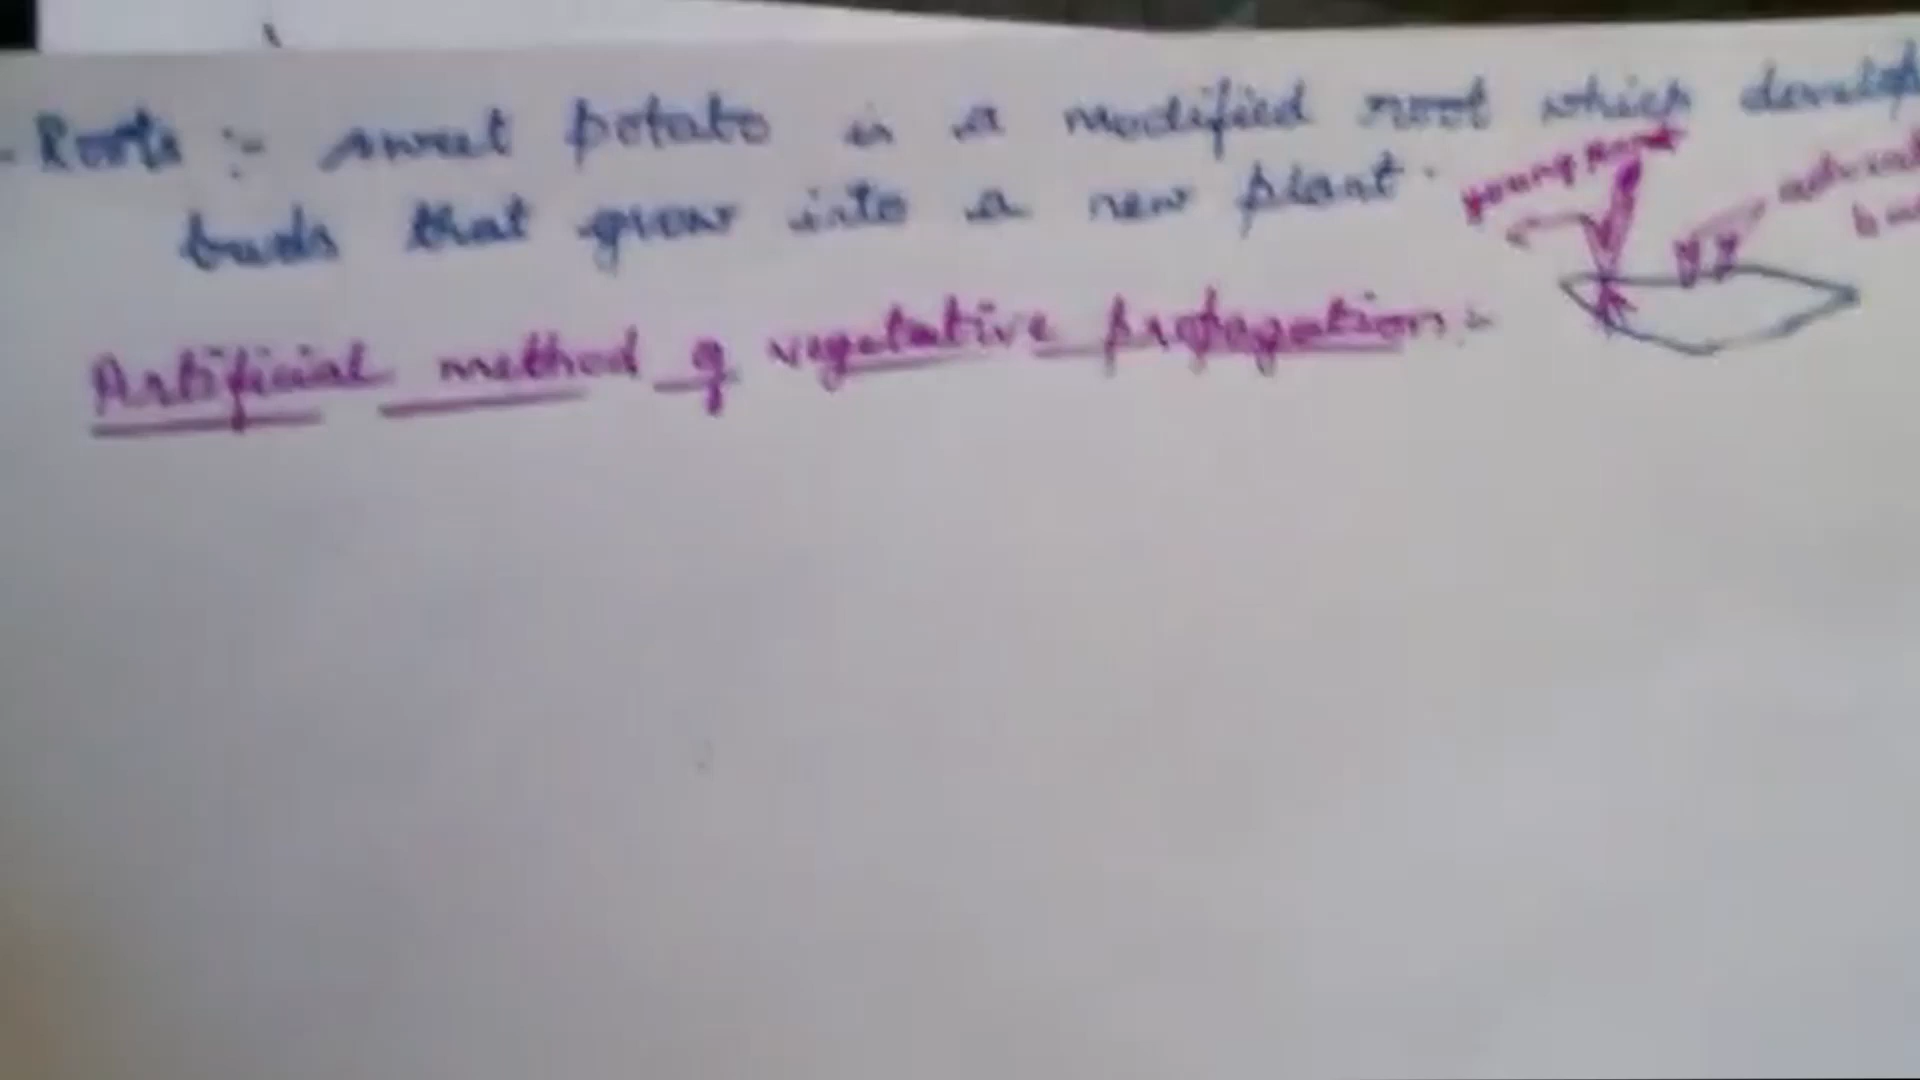 Roots :- sweet potato is a modified root which develop
buds that grow into a new plant.
young
Artificial method of vegetative propagation :-